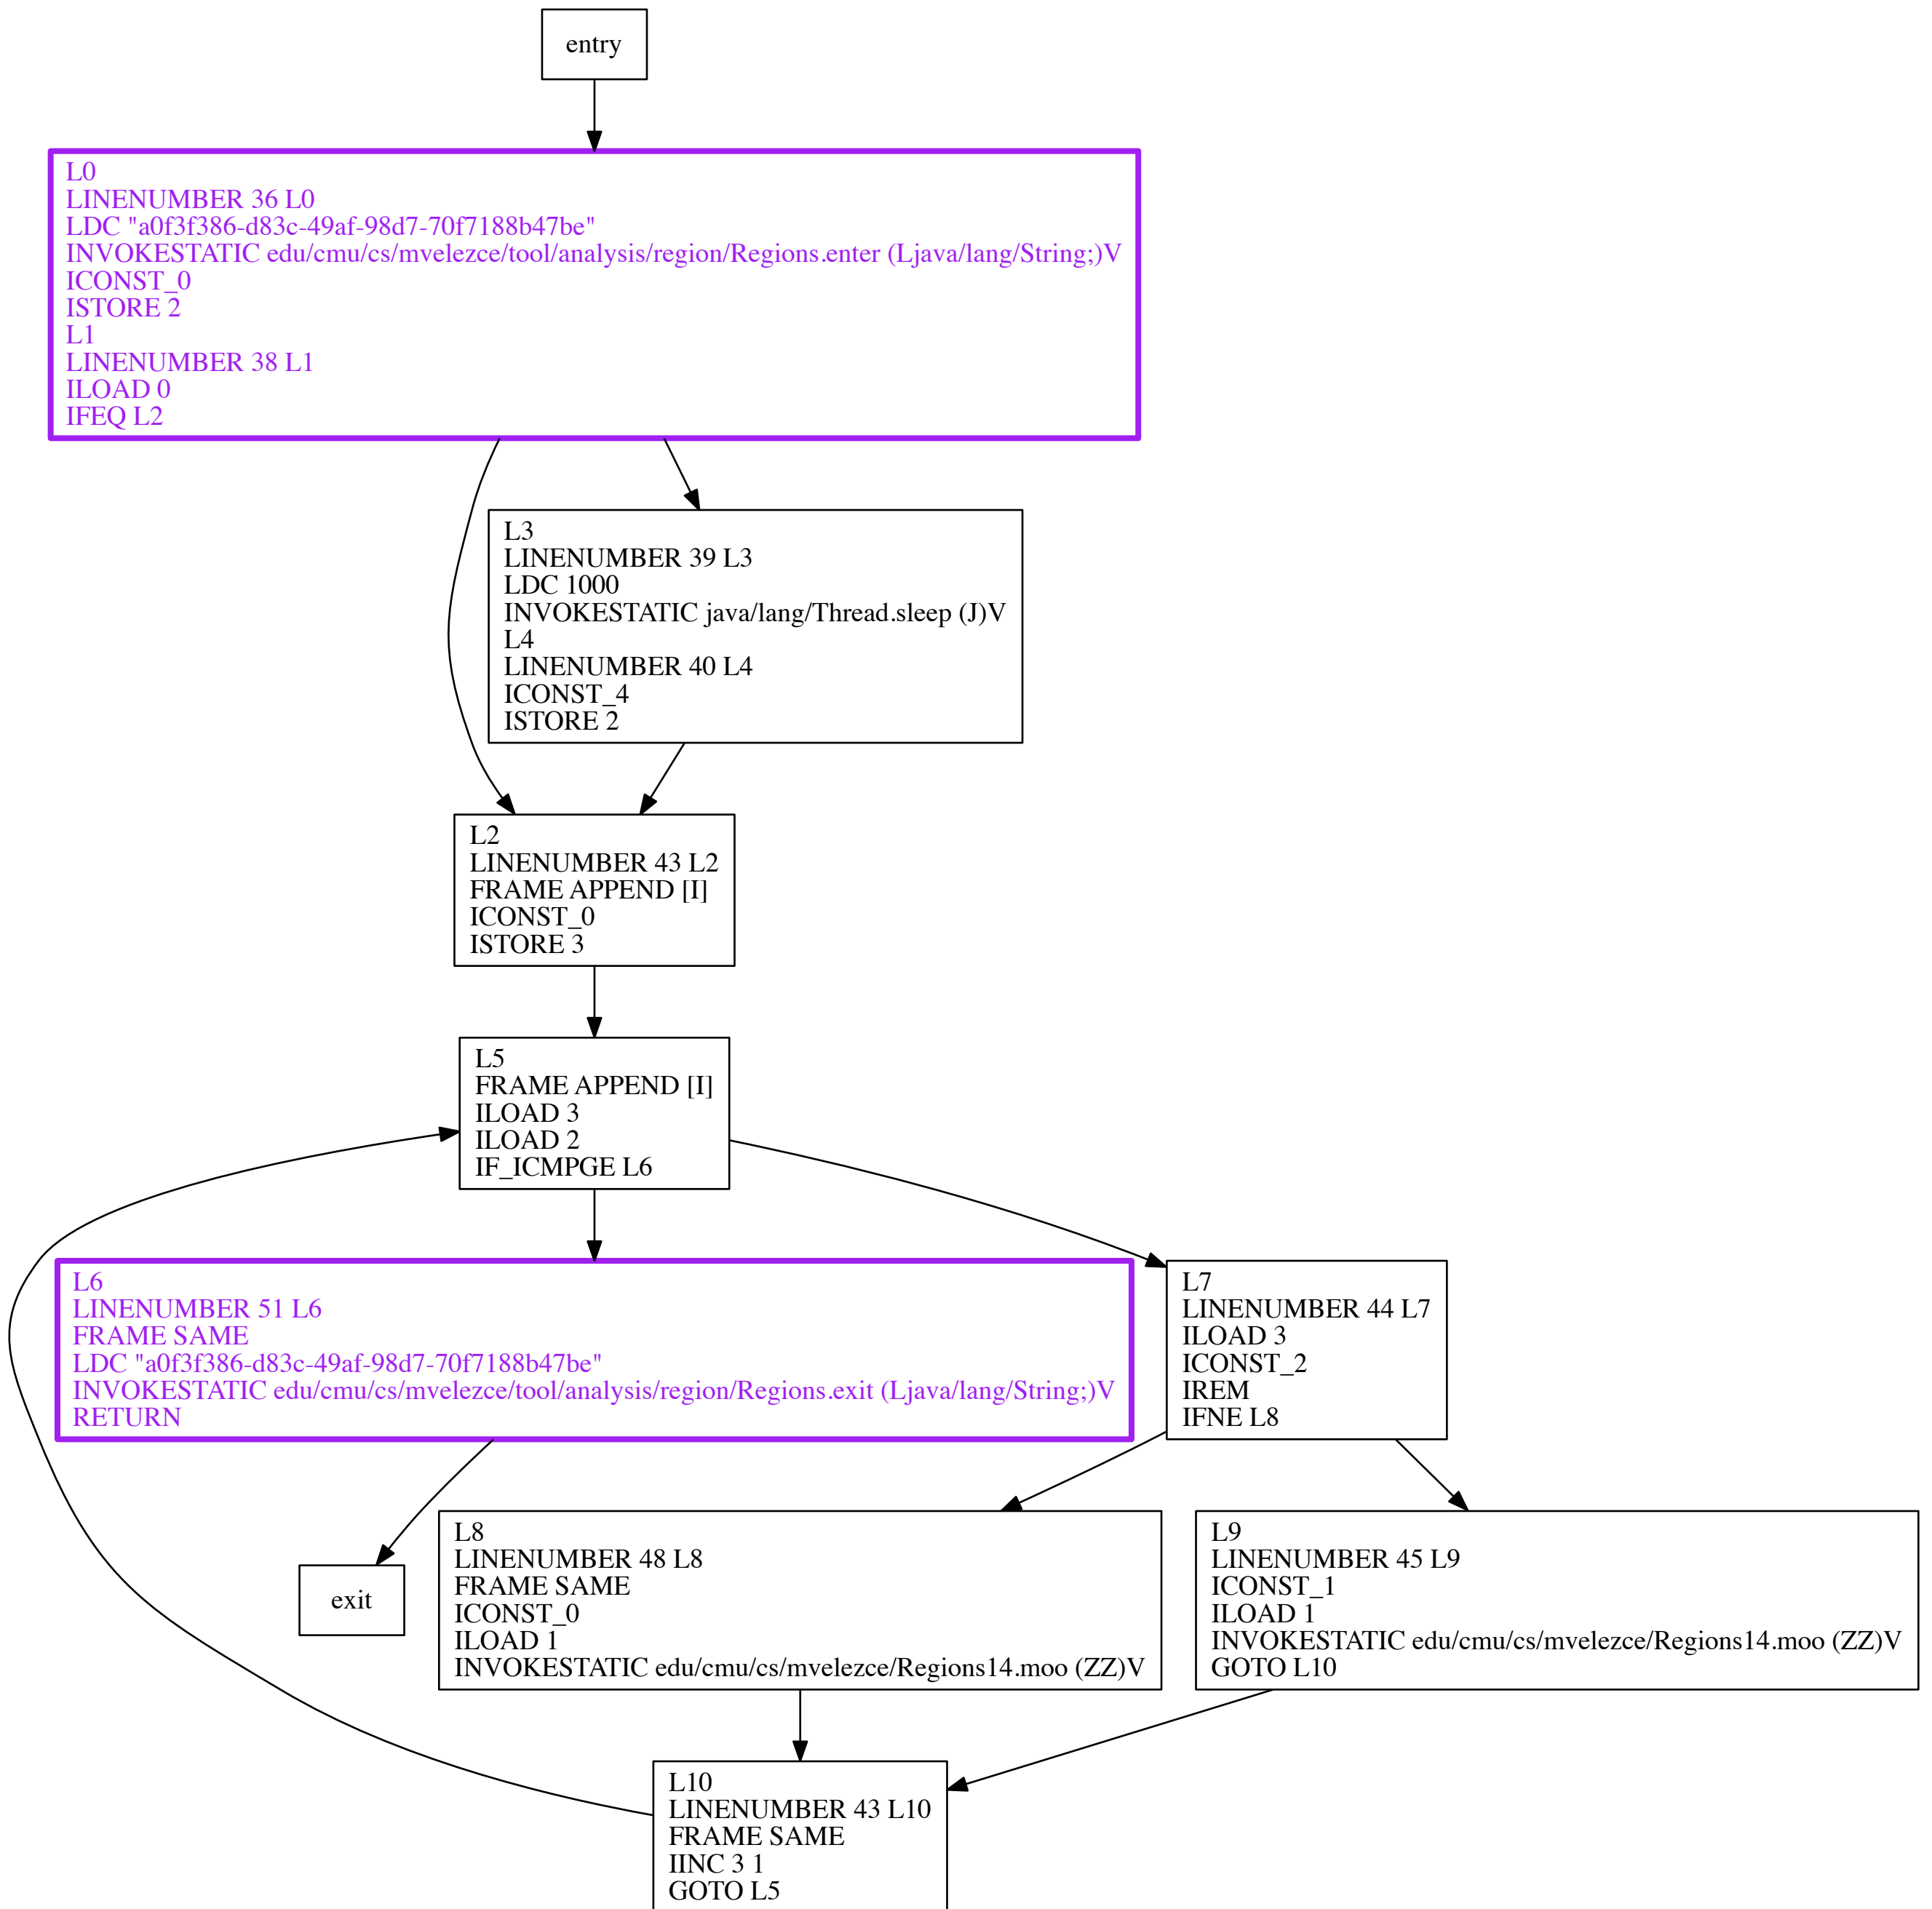 entry
L0
LINENUMBER 36 L0
LDC "a0f3f386-d83c-49af-98d7-70f7188b47be"
INVOKESTATIC edu/cmu/cs/mvelezce/tool/analysis/region/Regions.enter (Ljava/lang/String;)V
ICONST_0
ISTORE 2
L1
LINENUMBER 38 L1
ILOAD 0
IFEQ L2
L3
LINENUMBER 39 L3
LDC 1000
INVOKESTATIC java/lang/Thread.sleep (J)V
L4
LINENUMBER 40 L4
ICONST_4
ISTORE 2
L2
LINENUMBER 43 L2
FRAME APPEND [I]
ICONST_0
ISTORE 3
L5
FRAME APPEND [I]
ILOAD 3
ILOAD 2
IF_ICMPGE L6
L6
LINENUMBER 51 L6
FRAME SAME
LDC "a0f3f386-d83c-49af-98d7-70f7188b47be"
INVOKESTATIC edu/cmu/cs/mvelezce/tool/analysis/region/Regions.exit (Ljava/lang/String;)V
RETURN
L7
LINENUMBER 44 L7
ILOAD 3
ICONST_2
IREM
IFNE L8
exit
L8
LINENUMBER 48 L8
FRAME SAME
ICONST_0
ILOAD 1
INVOKESTATIC edu/cmu/cs/mvelezce/Regions14.moo (ZZ)V
L9
LINENUMBER 45 L9
ICONST_1
ILOAD 1
INVOKESTATIC edu/cmu/cs/mvelezce/Regions14.moo (ZZ)V
GOTO L10
L10
LINENUMBER 43 L10
FRAME SAME
IINC 3 1
GOTO L5